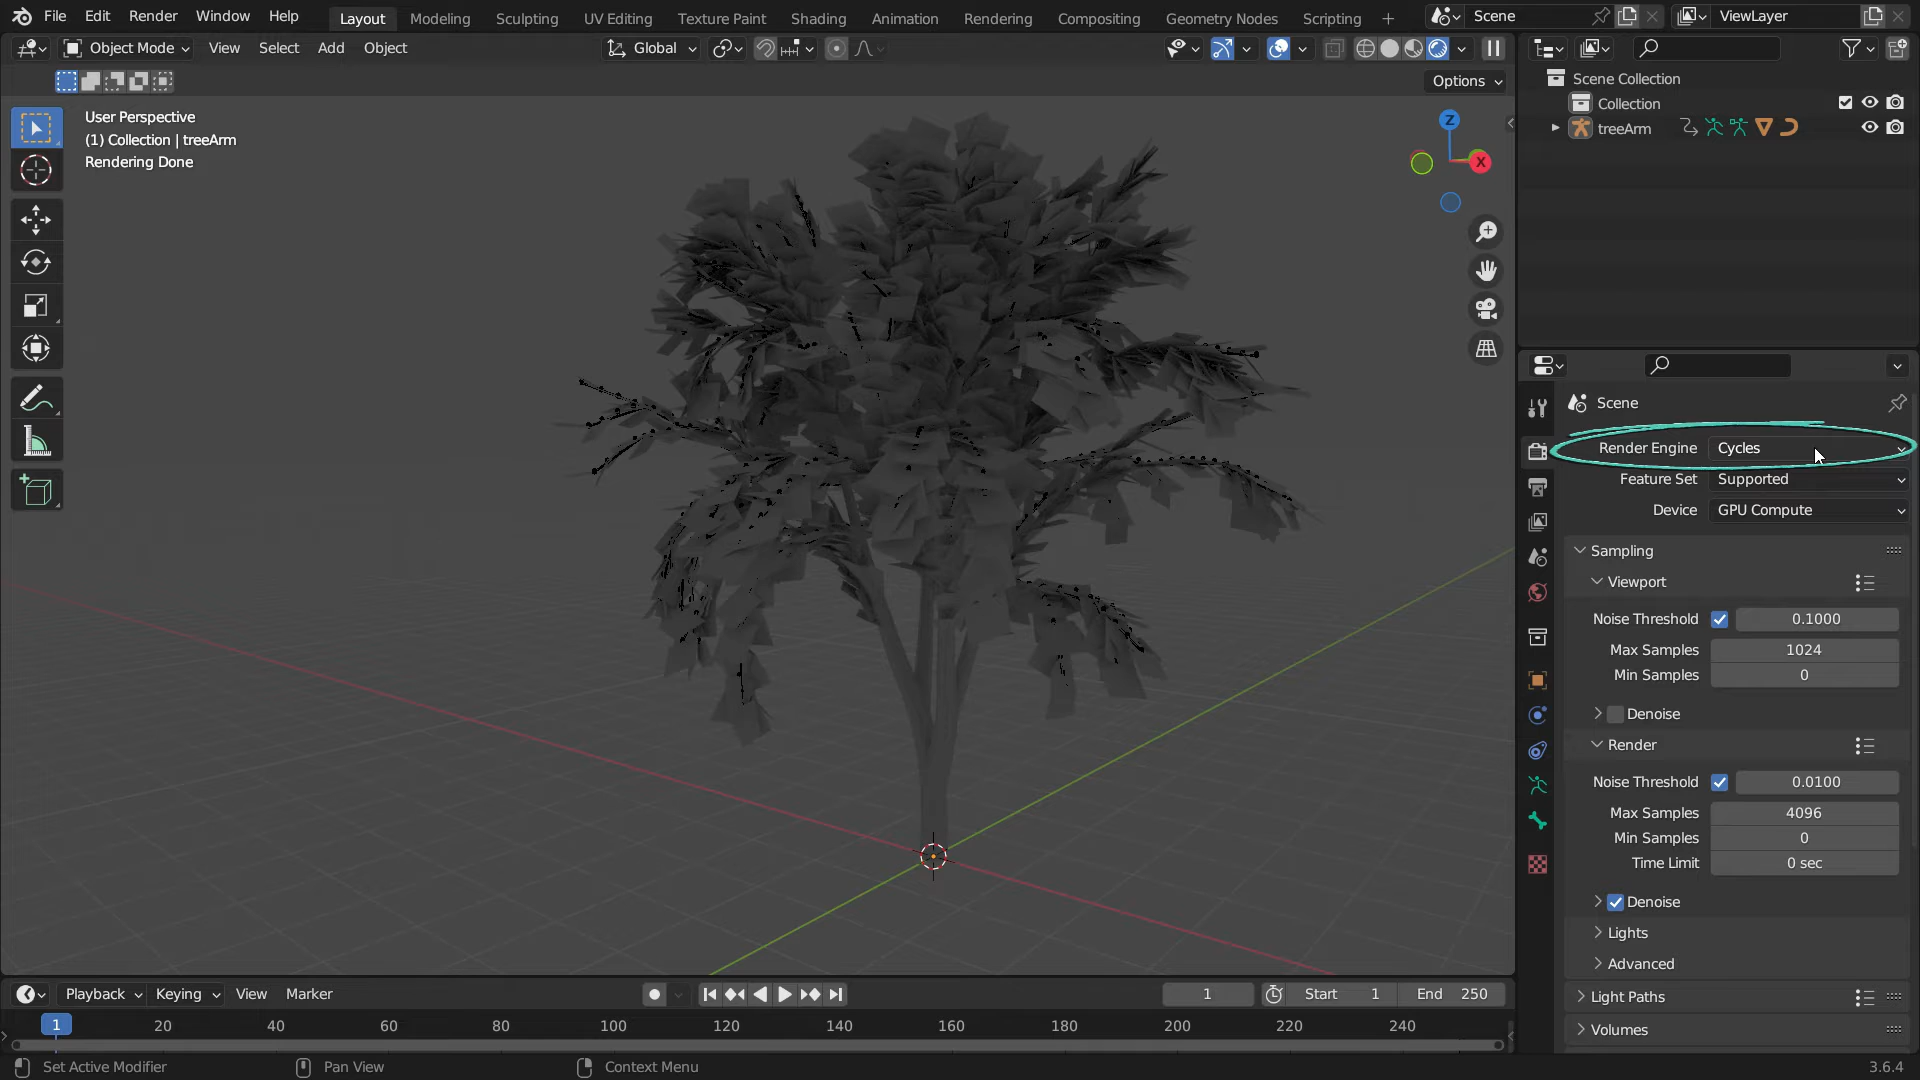 File Edit Render Window Help Layout Modeling Sculpting UV Editing Texture Paint Shading Animation Rendering Compositing Geometry Nodes Scripting + Scene ViewLayer
Object Mode View Select Add Object Global
Options
User Perspective
(1) Collection | treeArm
Rendering Done
Z
X
Scene Collection
Collection
treeArm
Scene
Render Engine Cycles
Feature Set Supported
Device GPU Compute
Sampling
Viewport
Noise Threshold 0.1000
Max Samples 1024
Min Samples 0
Denoise
Render
Noise Threshold 0.0100
Max Samples 4096
Min Samples 0
Time Limit 0 sec
Denoise
Lights
Advanced
Light Paths
Volumes
Playback Keying View Marker 1 Start 1 End 250
1 20 40 60 80 100 120 140 160 180 200 220 240
Set Active Modifier Pan View Context Menu 3.6.4